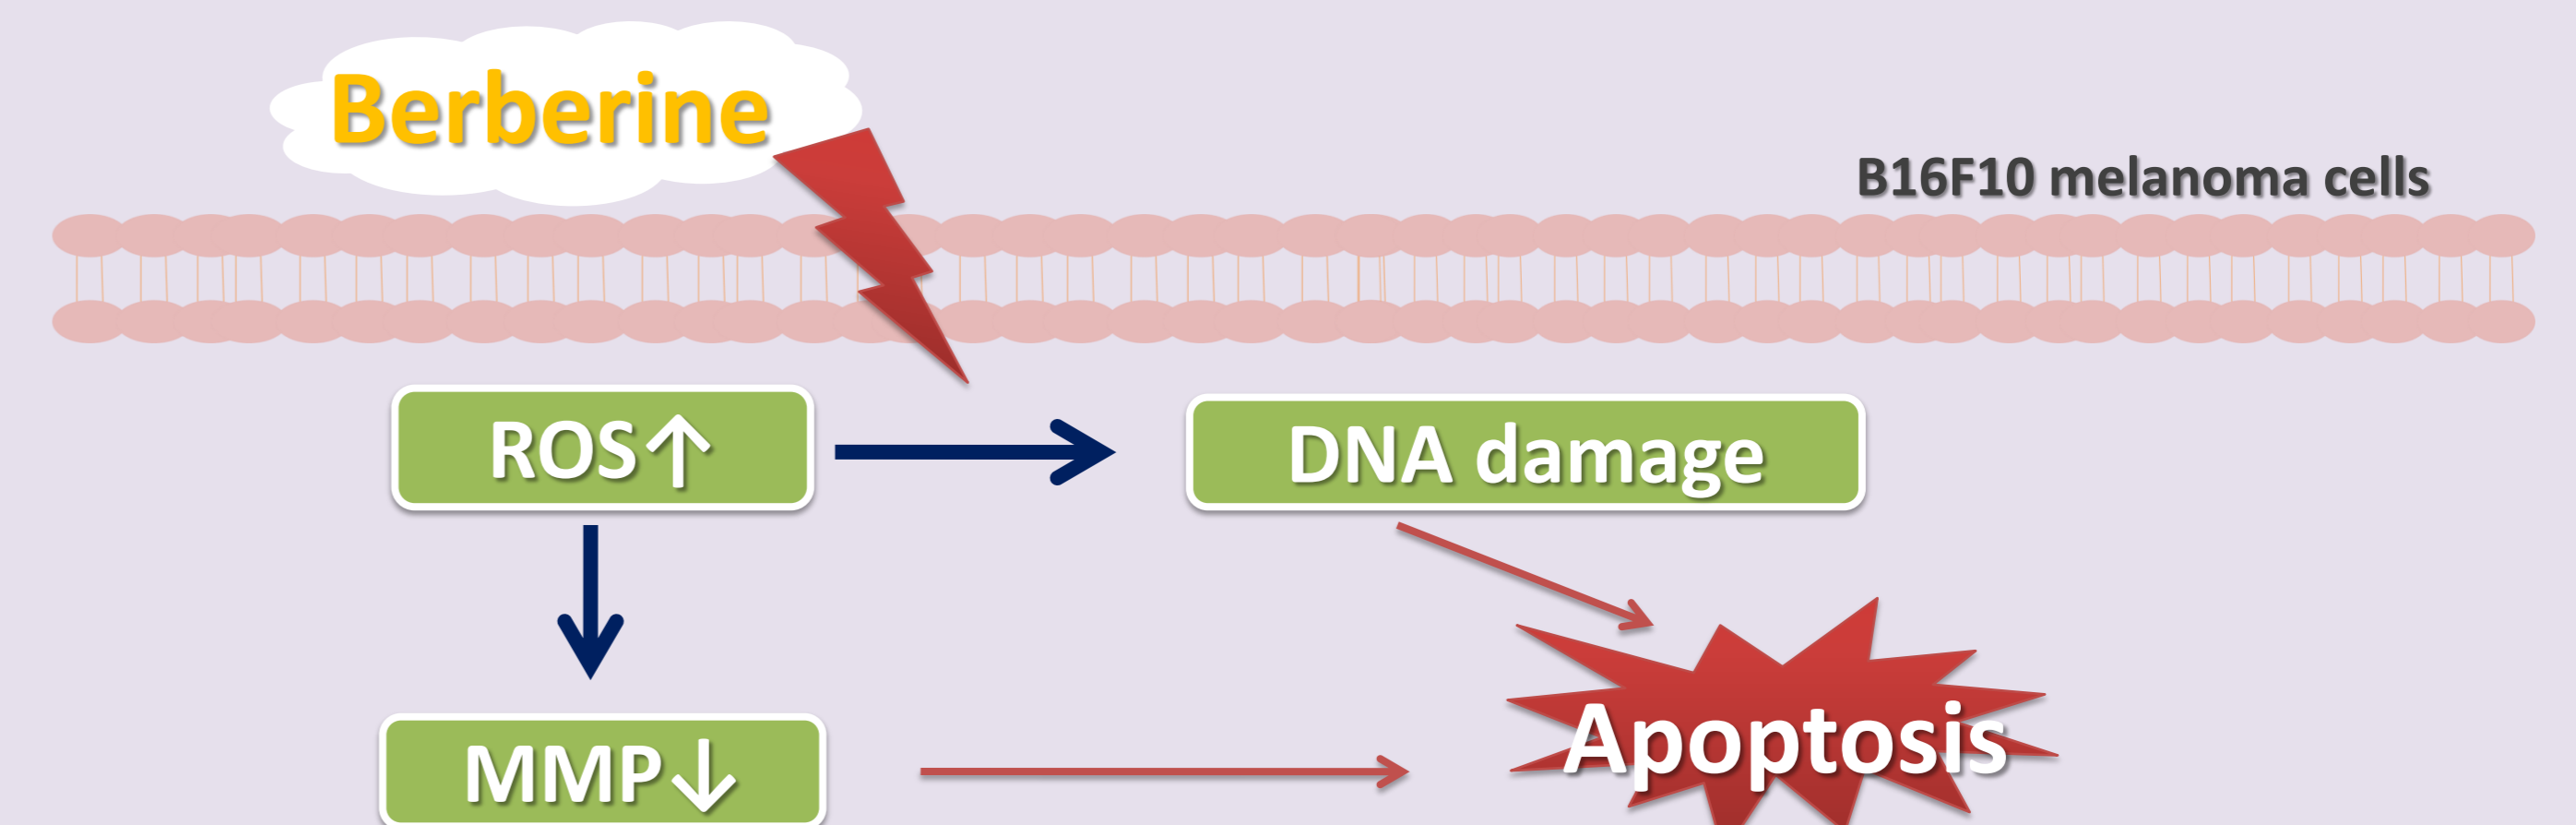 Berberine
B16F10 melanoma cells
ROS↑
DNA damage
MMP↓
Apoptosis